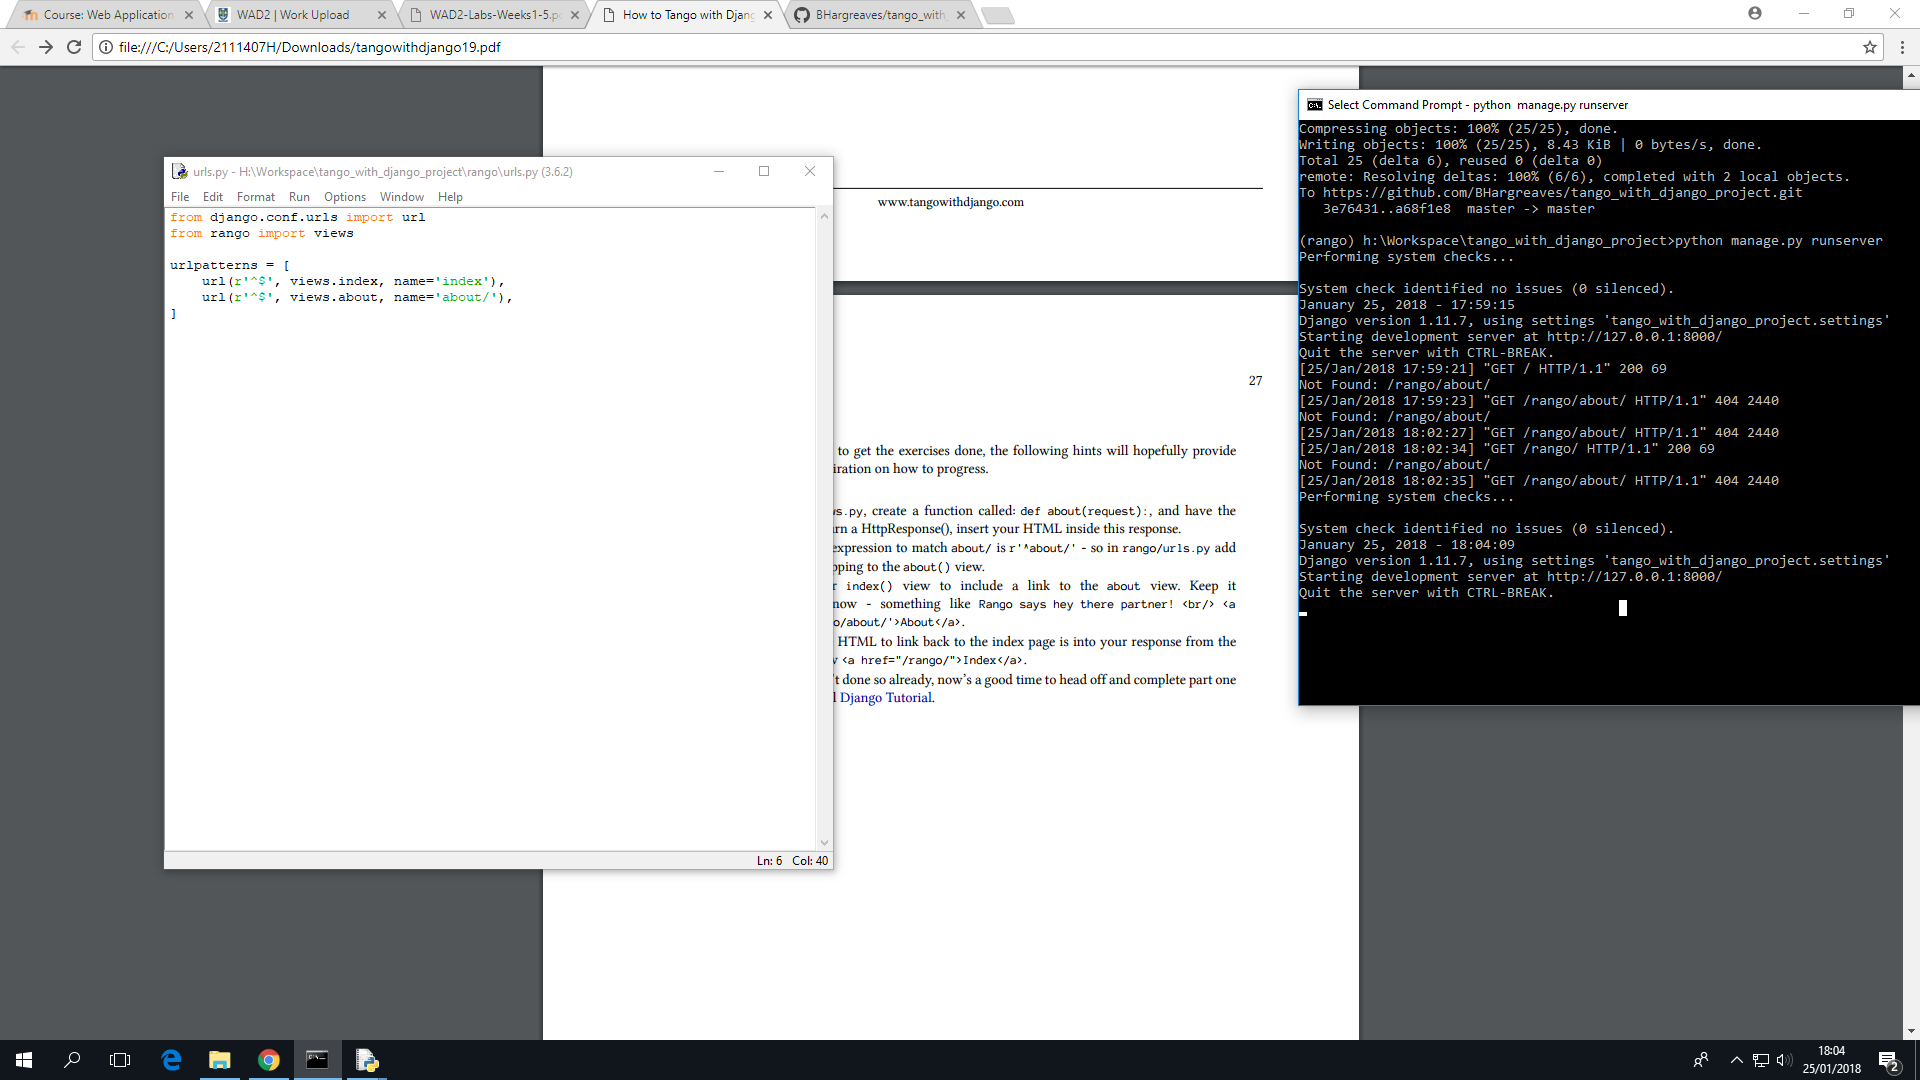 Course: Web Application
WAD2 | Work Upload
WAD2-Labs-Weeks1-5.pd
How to Tango with Djang
BHargreaves/tango_with_
file:///C:/Users/2111407H/Downloads/tangowithdjango19.pdf
www.tangowithdjango.com
27
to get the exercises done, the following hints will hopefully provide
iration on how to progress.
ws.py, create a function called: def about(request):, and have the
rn a HttpResponse(), insert your HTML inside this response.
expression to match about/ is r'^about/' - so in rango/urls.py add
pping to the about() view.
r index() view to include a link to the about view. Keep it
now - something like Rango says hey there partner! <br/> <a
o/about/'>About</a>.
HTML to link back to the index page is into your response from the
<a href="/rango/">Index</a>.
't done so already, now's a good time to head off and complete part one
l Django Tutorial.
urls.py - H:\Workspace\tango_with_django_project\rango\urls.py (3.6.2)
File Edit Format Run Options Window Help
from django.conf.urls import url
from rango import views
urlpatterns = [
    url(r'^$', views.index, name='index'),
    url(r'^$', views.about, name='about/'),
]
Ln: 6 Col: 40
Select Command Prompt - python  manage.py runserver
Compressing objects: 100% (25/25), done.
Writing objects: 100% (25/25), 8.43 KiB | 0 bytes/s, done.
Total 25 (delta 6), reused 0 (delta 0)
remote: Resolving deltas: 100% (6/6), completed with 2 local objects.
To https://github.com/BHargreaves/tango_with_django_project.git
   3e76431..a68f1e8  master -> master
(rango) h:\Workspace\tango_with_django_project>python manage.py runserver
Performing system checks...
System check identified no issues (0 silenced).
January 25, 2018 - 17:59:15
Django version 1.11.7, using settings 'tango_with_django_project.settings'
Starting development server at http://127.0.0.1:8000/
Quit the server with CTRL-BREAK.
[25/Jan/2018 17:59:21] "GET / HTTP/1.1" 200 69
Not Found: /rango/about/
[25/Jan/2018 17:59:23] "GET /rango/about/ HTTP/1.1" 404 2440
Not Found: /rango/about/
[25/Jan/2018 18:02:27] "GET /rango/about/ HTTP/1.1" 404 2440
[25/Jan/2018 18:02:34] "GET /rango/ HTTP/1.1" 200 69
Not Found: /rango/about/
[25/Jan/2018 18:02:35] "GET /rango/about/ HTTP/1.1" 404 2440
Performing system checks...
System check identified no issues (0 silenced).
January 25, 2018 - 18:04:09
Django version 1.11.7, using settings 'tango_with_django_project.settings'
Starting development server at http://127.0.0.1:8000/
Quit the server with CTRL-BREAK.
18:04
25/01/2018
2